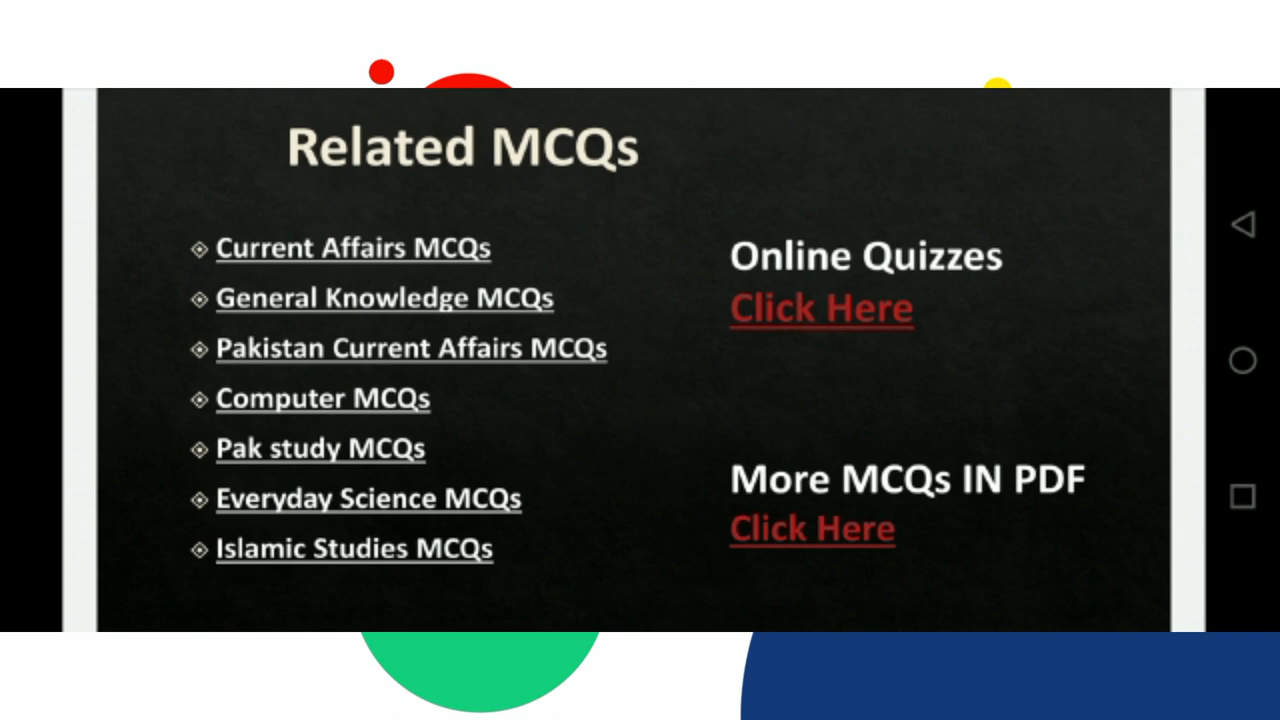 Related MCQs
Current Affairs MCQs
General Knowledge MCQs
Pakistan Current Affairs MCQs
Computer MCQs
Pak study MCQs
Everyday Science MCQs
Islamic Studies MCQs
Online Quizzes
Click Here
More MCQs IN PDF
Click Here